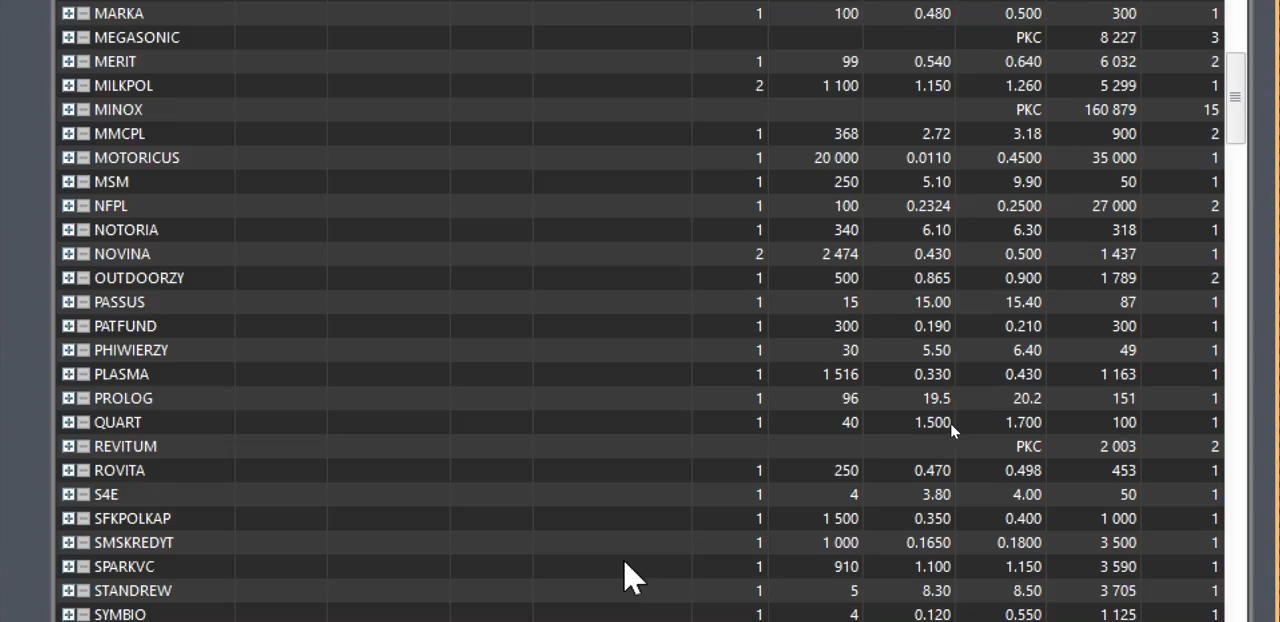 MARKA 1 100 0.480 0.500 300 1
MEGASONIC PKC 8 227 3
MERIT 1 99 0.540 0.640 6 032 2
MILKPOL 2 1 100 1.150 1.260 5 299 1
MINOX PKC 160 879 15
MMCPL 1 368 2.72 3.18 900 2
MOTORICUS 1 20 000 0.0110 0.4500 35 000 1
MSM 1 250 5.10 9.90 50 1
NFPL 1 100 0.2324 0.2500 27 000 2
NOTORIA 1 340 6.10 6.30 318 1
NOVINA 2 2 474 0.430 0.500 1 437 1
OUTDOORZY 1 500 0.865 0.900 1 789 2
PASSUS 1 15 15.00 15.40 87 1
PATFUND 1 300 0.190 0.210 300 1
PHIWIERZY 1 30 5.50 6.40 49 1
PLASMA 1 1 516 0.330 0.430 1 163 1
PROLOG 1 96 19.5 20.2 151 1
QUART 1 40 1.500 1.700 100 1
REVITUM PKC 2 003 2
ROVITA 1 250 0.470 0.498 453 1
S4E 1 4 3.80 4.00 50 1
SFKPOLKAP 1 1 500 0.350 0.400 1 000 1
SMSKREDYT 1 1 000 0.1650 0.1800 3 500 1
SPARKVC 1 910 1.100 1.150 3 590 1
STANDREW 1 5 8.30 8.50 3 705 1
SYMBIO 1 4 0.120 0.550 1 125 1